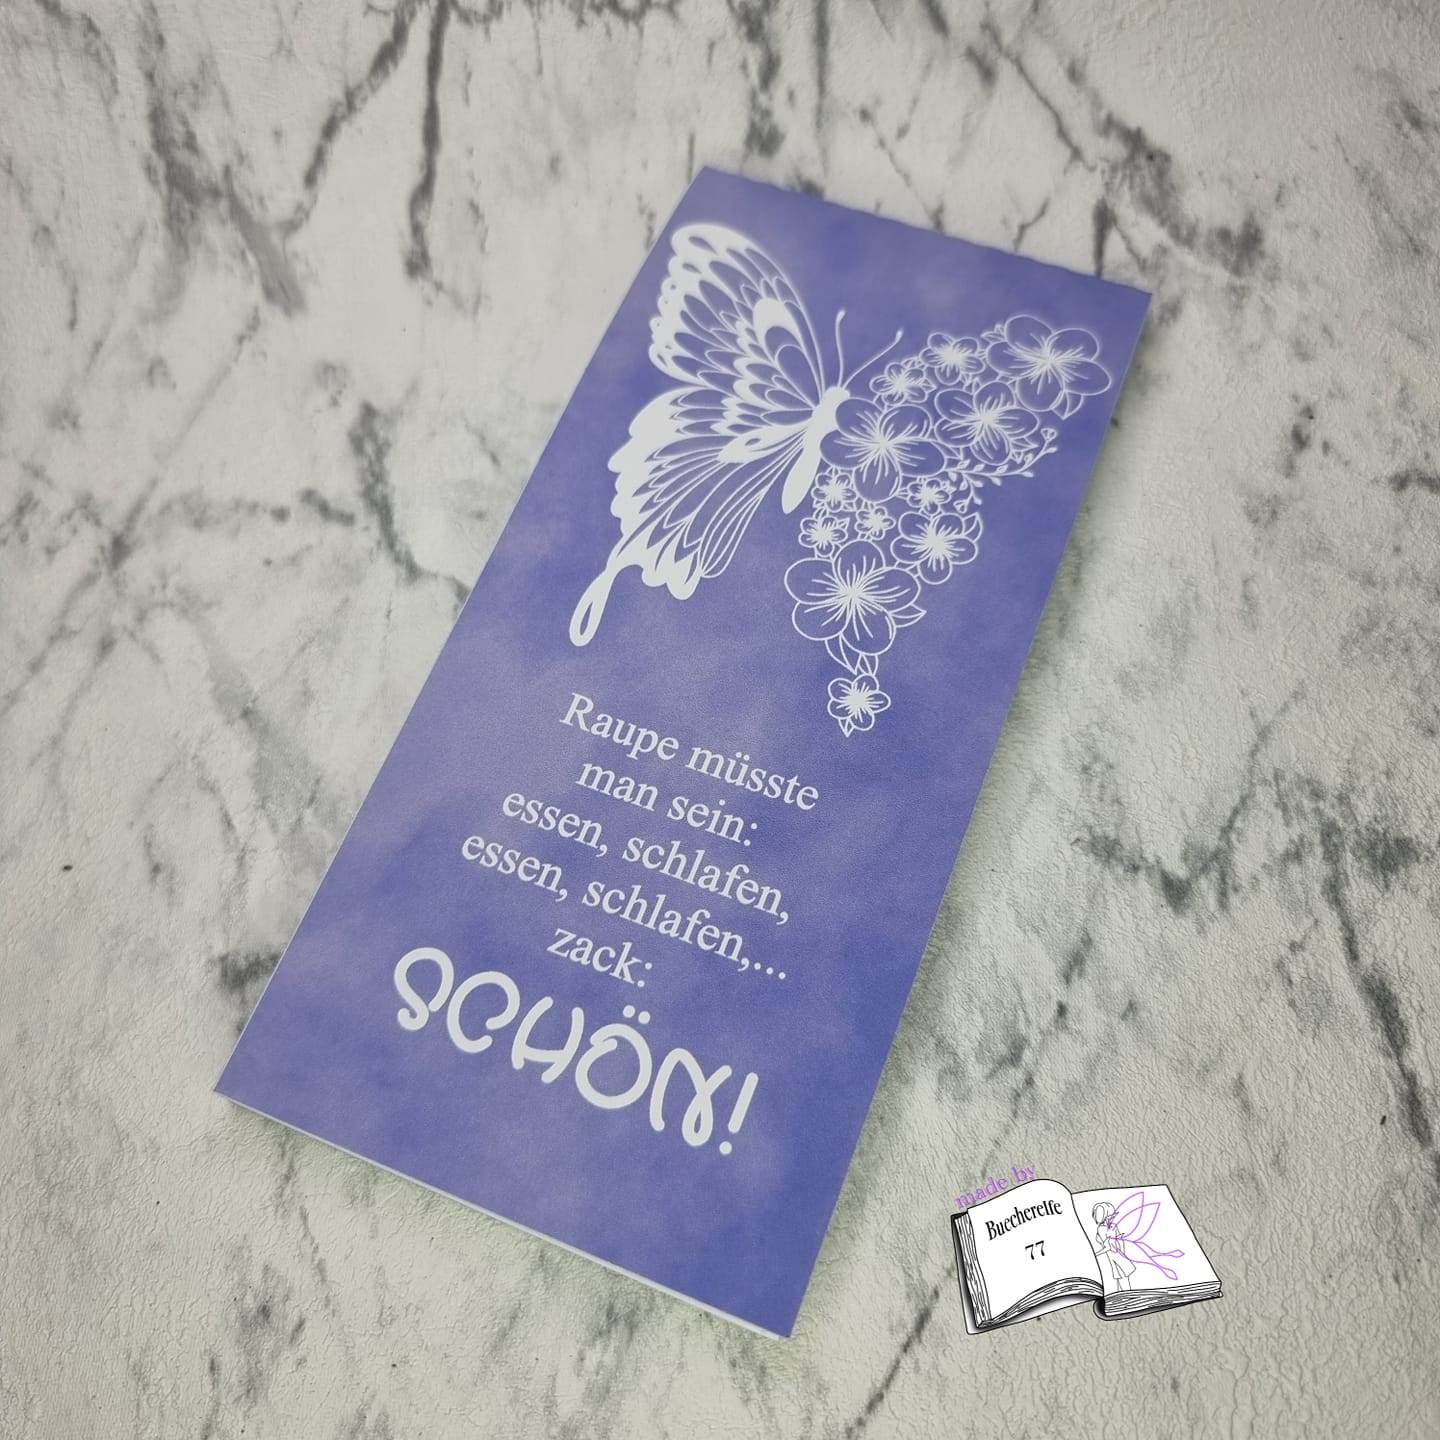 Raupe müsste
man sein:
essen, schlafen,
essen, schlafen,...
zack:
SCHÖN!
made by
Buecherelfe
77